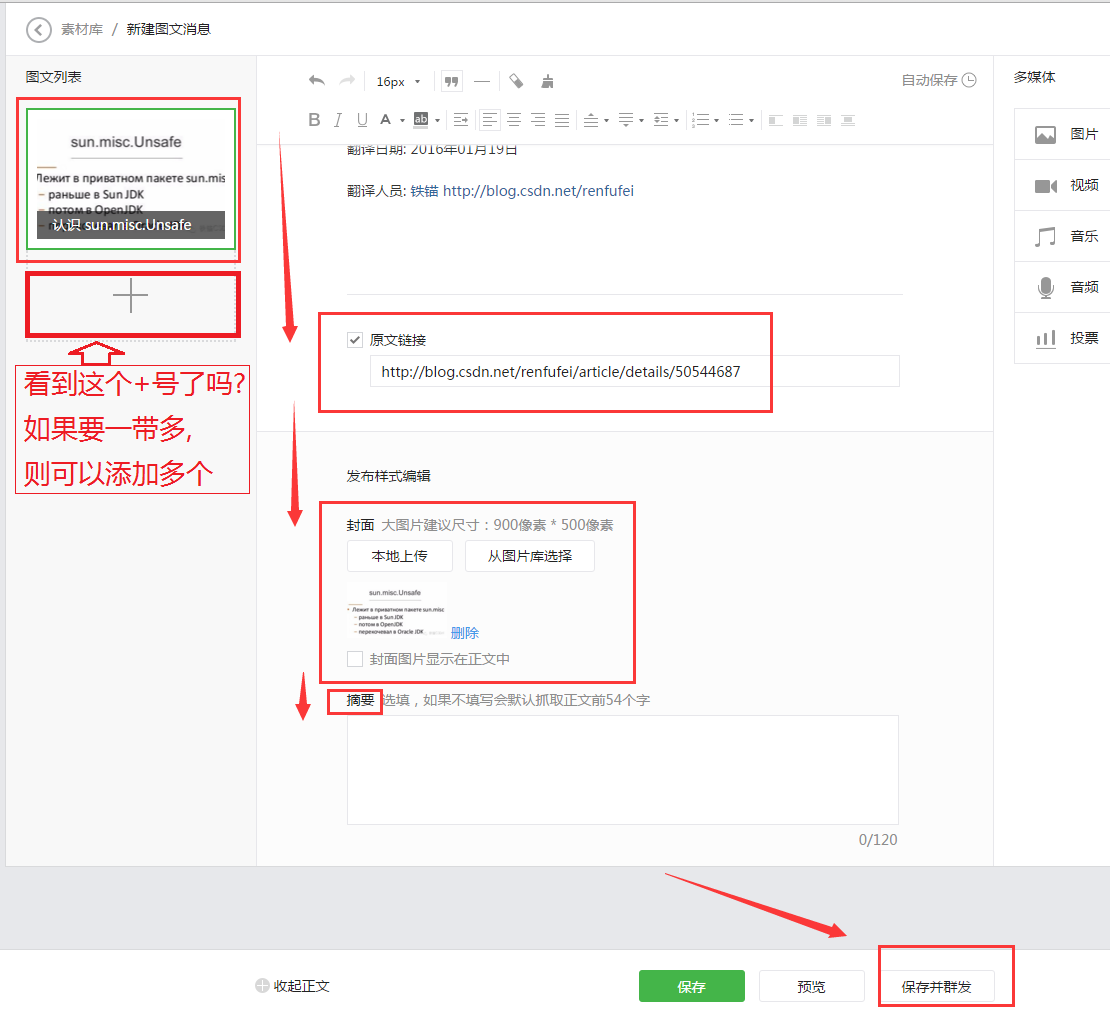 素材库 / 新建图文消息
图文列表
sun.misc.Unsafe
Лежит в приватном пакете sun.mis
– раньше в Sun JDK
– потом в OpenJDK
认识 sun.misc.Unsafe
看到这个+号了吗?
如果要一带多,
则可以添加多个
16px
自动保存
B I U A ab
翻译日期: 2016年01月19日
翻译人员: 铁锚 http://blog.csdn.net/renfufei
原文链接
http://blog.csdn.net/renfufei/article/details/50544687
发布样式编辑
封面 大图片建议尺寸：900像素 * 500像素
本地上传 从图片库选择
sun.misc.Unsafe
• Лежит в приватном пакете sun.misc
– раньше в Sun JDK
– потом в OpenJDK
– перекочевал в Oracle JDK
删除
封面图片显示在正文中
摘要 选填，如果不填写会默认抓取正文前54个字
0/120
多媒体
图片
视频
音乐
音频
投票
收起正文 保存 预览 保存并群发